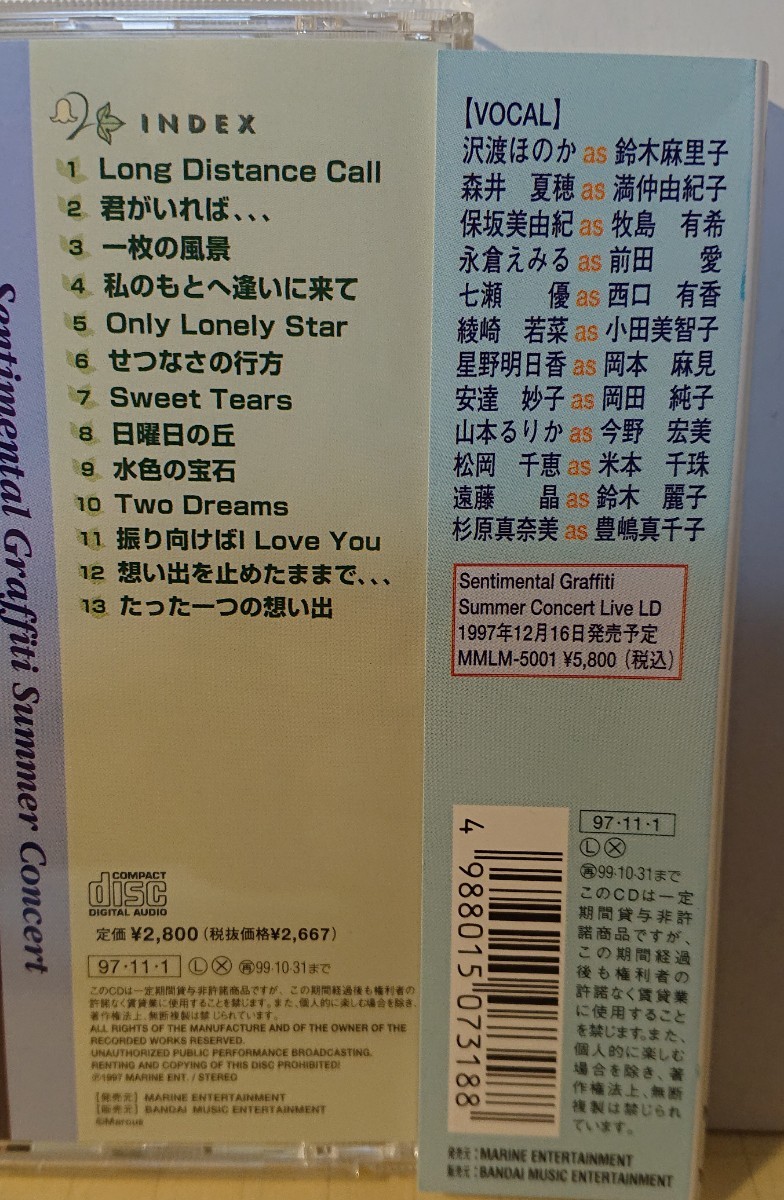 Sentimental Graffiti Summer Concert
INDEX
1 Long Distance Call
2 君がいれば、、、
3 一枚の風景
4 私のもとへ逢いに来て
5 Only Lonely Star
6 せつなさの行方
7 Sweet Tears
8 日曜日の丘
9 水色の宝石
10 Two Dreams
11 振り向けばI Love You
12 想い出を止めたままで、、、
13 たった一つの想い出
COMPACT
disc
DIGITAL AUDIO
定価 ¥2,800 (税抜価格¥2,667)
97・11・1 Ⓛ Ⓧ ㊢99・10・31まで
このCDは一定期間貸与非許諾商品ですが、この期間経過後も権利者の
許諾なく賃貸業に使用することを禁じます。また、個人的に楽しむ場合を除き、
著作権法上、無断複製は禁じられています。
ALL RIGHTS OF THE MANUFACTURE AND OF THE OWNER OF THE
RECORDED WORKS RESERVED.
UNAUTHORIZED PUBLIC PERFORMANCE BROADCASTING.
RENTING AND COPYING OF THIS DISC PROHIBITED!
Ⓟ1997 MARINE ENT. / STEREO
[発売元] MARINE ENTERTAINMENT
[販売元] BANDAI MUSIC ENTERTAINMENT
©Marcus
【VOCAL】
沢渡ほのか as 鈴木麻里子
森井 夏穂 as 満仲由紀子
保坂美由紀 as 牧島 有希
永倉えみる as 前田 愛
七瀬 優 as 西口 有香
綾崎 若菜 as 小田美智子
星野明日香 as 岡本 麻見
安達 妙子 as 岡田 純子
山本るりか as 今野 宏美
松岡 千恵 as 米本 千珠
遠藤 晶 as 鈴木 麗子
杉原真奈美 as 豊嶋真千子
Sentimental Graffiti
Summer Concert Live LD
1997年12月16日発売予定
MMLM-5001 ¥5,800（税込）
4 988015 073188
97・11・1
Ⓛ Ⓧ
再99・10・31まで
このCDは一定
期間貸与非許
諾商品ですが、
この期間経過
後も権利者の
許諾なく賃貸業
に使用すること
を禁じます。また、
個人的に楽しむ
場合を除き、著
作権法上、無断
複製は禁じられ
ています。
発売元：MARINE ENTERTAINMENT
販売元：BANDAI MUSIC ENTERTAINMENT